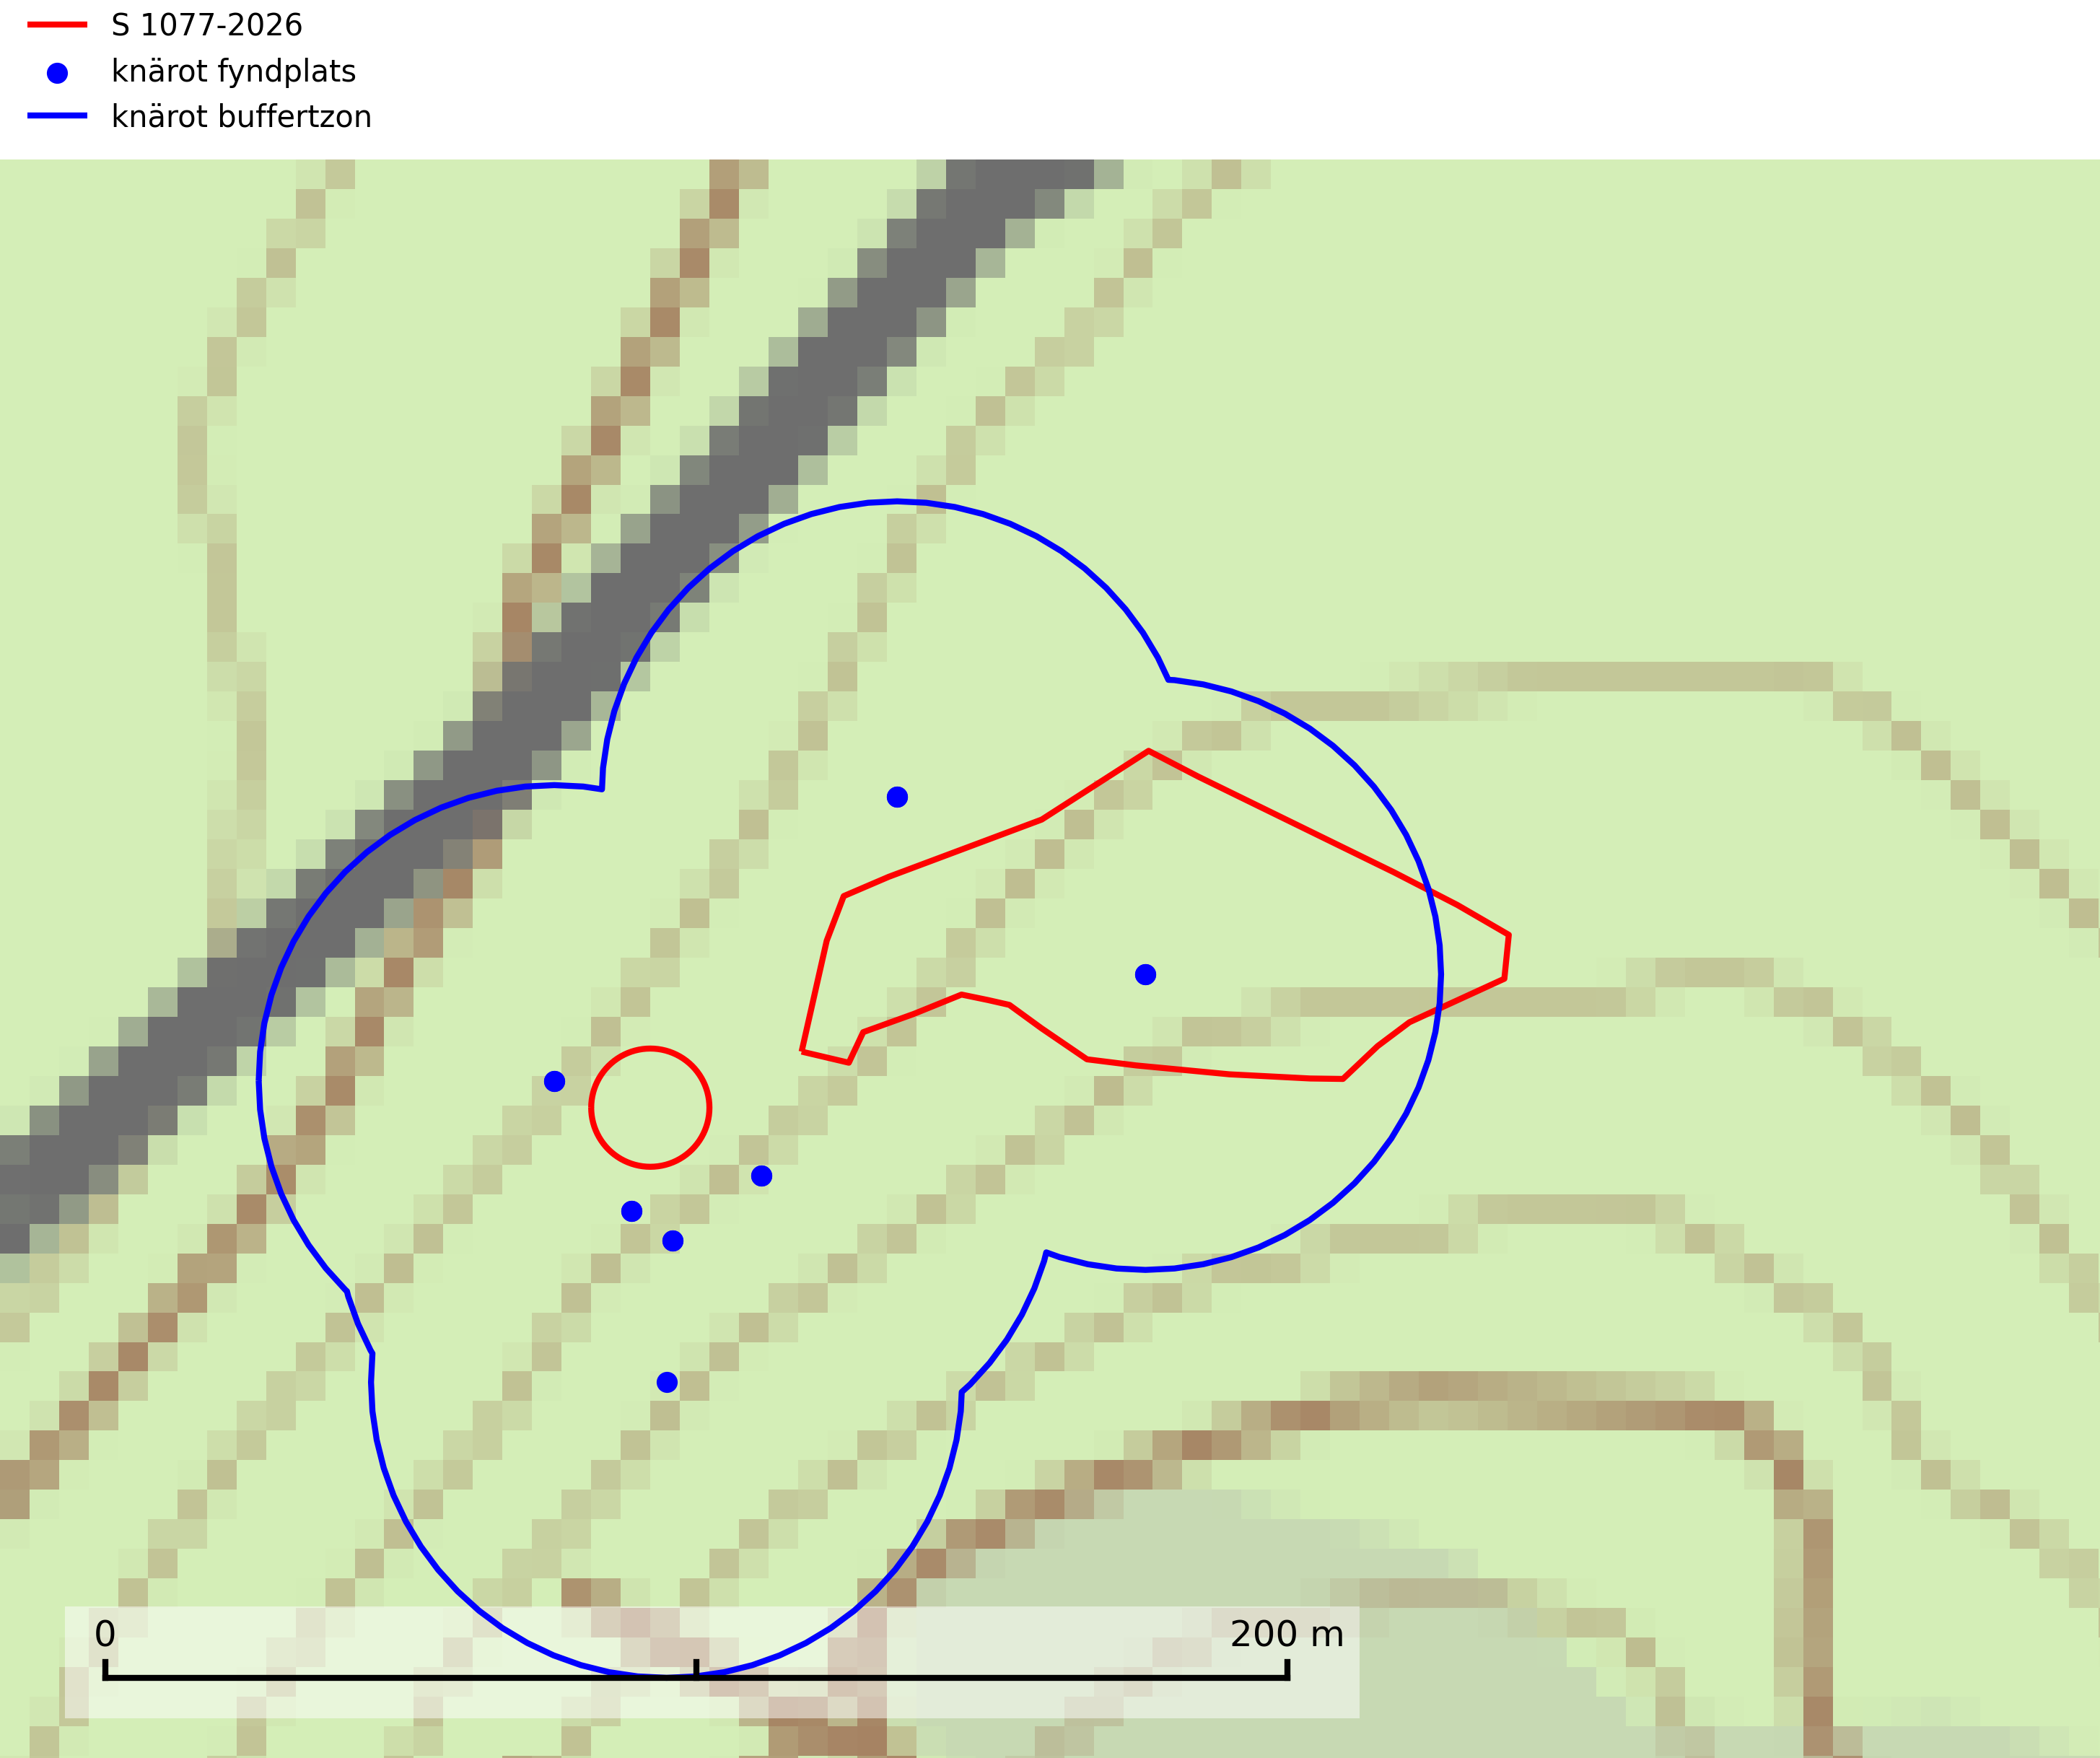 S 1077-2026
knärot fyndplats
knärot buffertzon
0 200 m